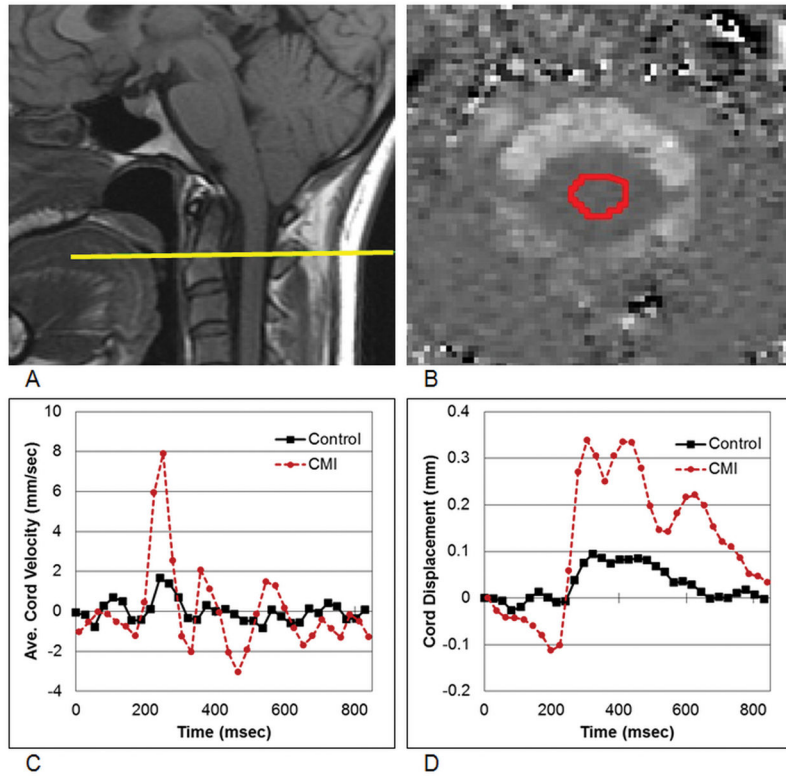 A
B
Ave. Cord Velocity (mm/sec)
10
8
6
4
2
0
-2
-4
Control
CMI
0
200
400
600
800
Time (msec)
C
Cord Displacement (mm)
0.4
0.3
0.2
0.1
0
-0.1
-0.2
Control
CMI
0
200
400
600
800
Time (msec)
D